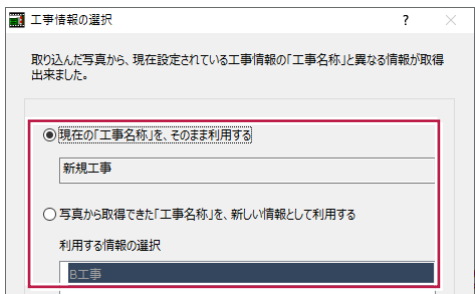 工事情報の選択 ?
取り込んだ写真から、現在設定されている工事情報の「工事名称」と異なる情報が取得
出来ました。
現在の「工事名称」を、そのまま利用する
新規工事
写真から取得できた「工事名称」を、新しい情報として利用する
利用する情報の選択
B工事